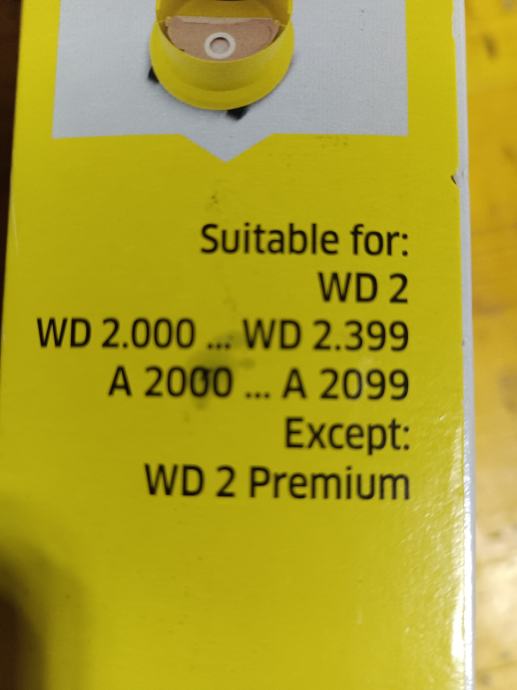 Suitable for:
WD 2
WD 2.000 ... WD 2.399
A 2000 ... A 2099
Except:
WD 2 Premium